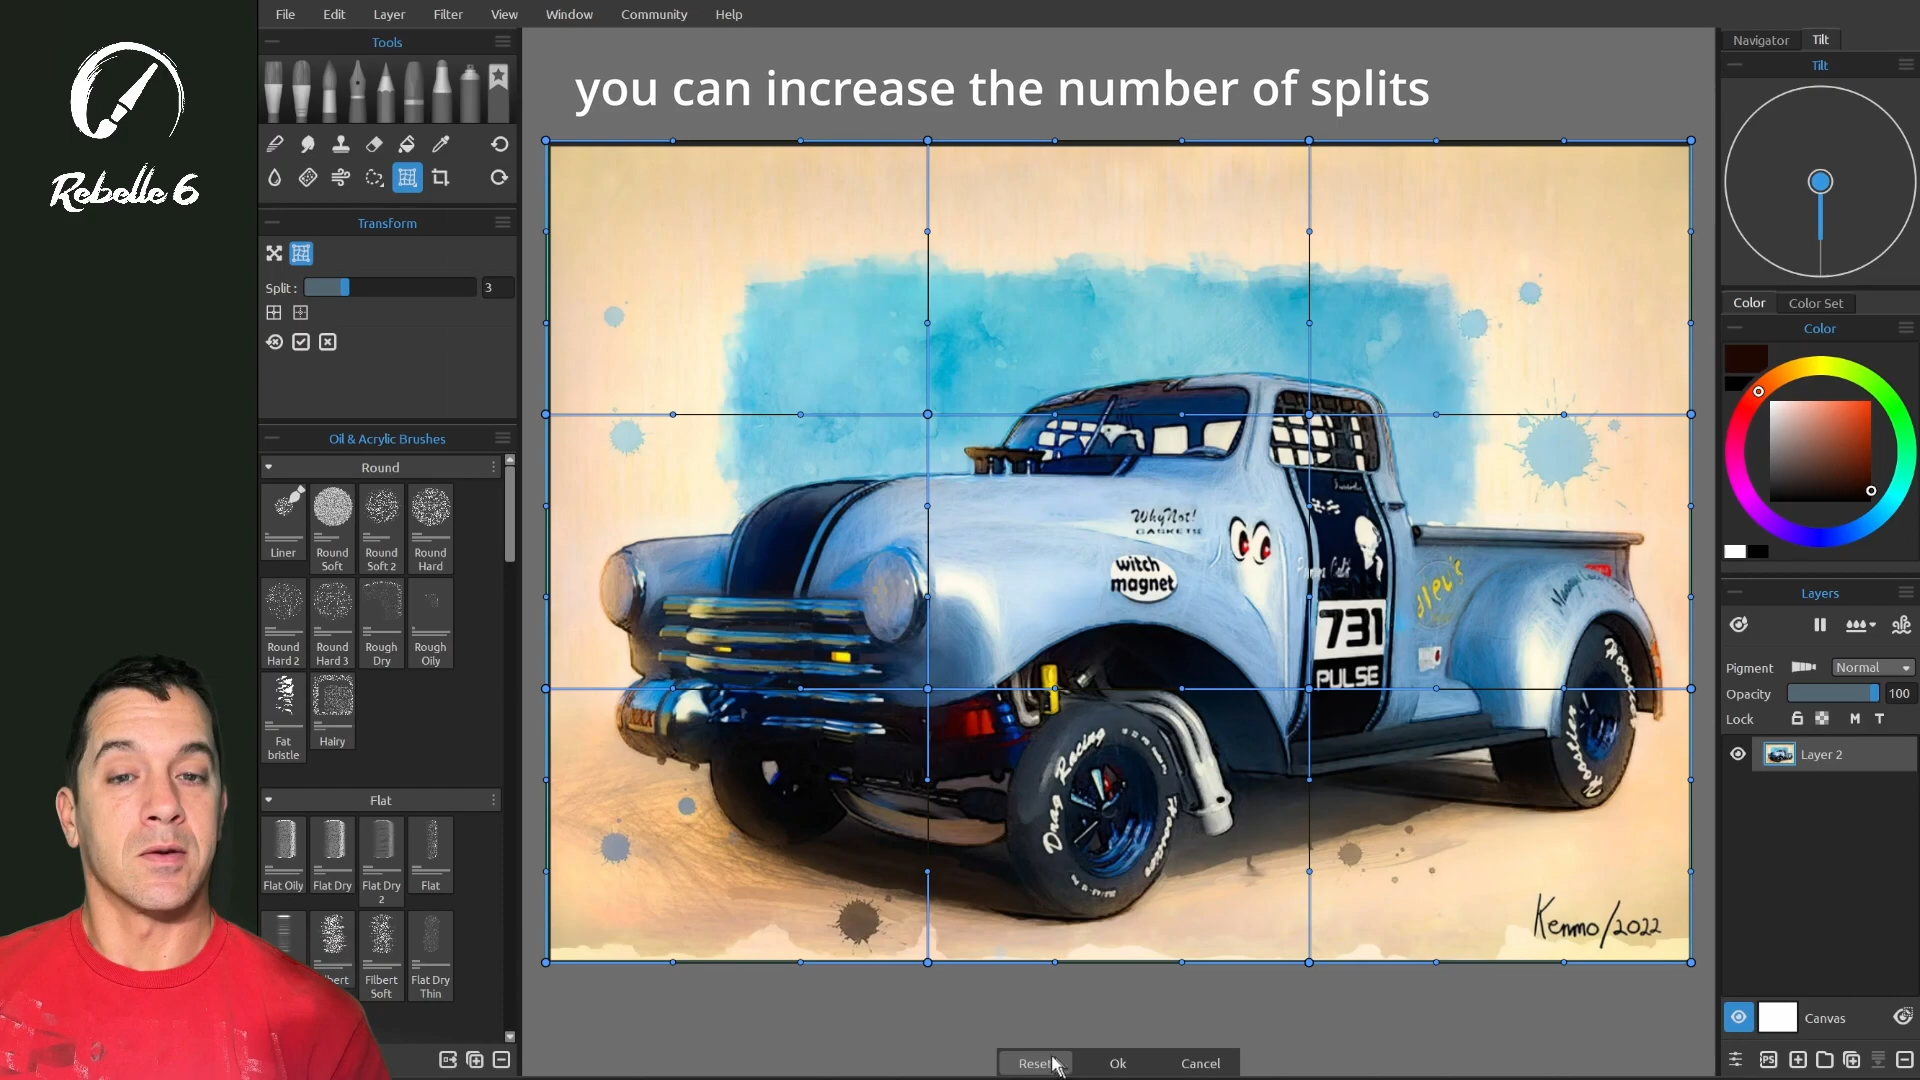 File Edit Layer Filter View Window Community Help
Rebelle 6
Tools
Transform
Split : 3
Oil & Acrylic Brushes
Round
Liner Round Soft Round Soft 2 Round Hard
Round Hard 2 Round Hard 3 Rough Dry Rough Oily
Fat bristle Hairy
Flat
Flat Oily Flat Dry Flat Dry 2 Flat
Filbert Soft Flat Dry Thin
you can increase the number of splits
WhyNot!
GASKETS
witch
magnet
731
PULSE
Drag Racing
Hoosier
Hoosier
Kenmo/2022
Reset Ok Cancel
Navigator Tilt
Tilt
Color Color Set
Color
Layers
Pigment Normal
Opacity 100
Lock M T
Layer 2
Canvas
PS